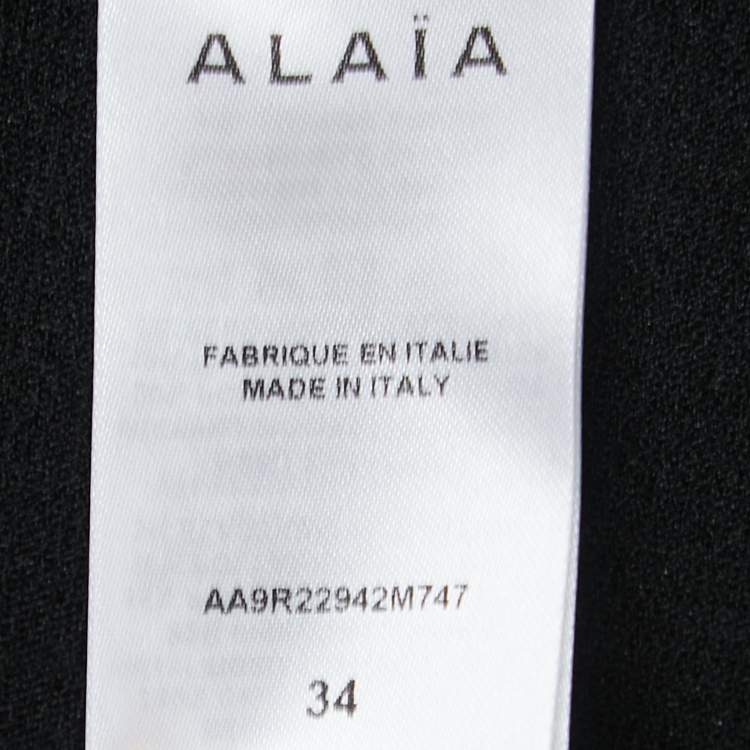 ALAÏA
FABRIQUE EN ITALIE
MADE IN ITALY
AA9R22942M747
34